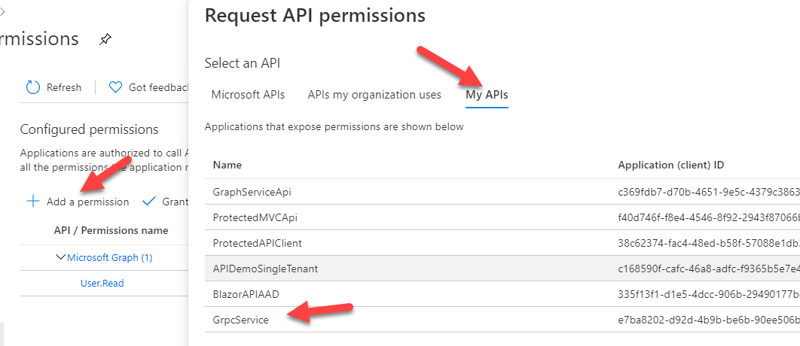 rmissions
Refresh
Got feedback
Configured permissions
Applications are authorized to call A
all the permissions the application n
Add a permission
Grant
API / Permissions name
Microsoft Graph (1)
User.Read
Request API permissions
Select an API
Microsoft APIs
APIs my organization uses
My APIs
Applications that expose permissions are shown below
Name
Application (client) ID
GraphServiceApi
c369fdb7-d70b-4651-9e5c-4379c3863
ProtectedMVCApi
f40d746f-f8e4-4546-8f92-2943f87066b
ProtectedAPIClient
38c62374-fac4-48ed-b58f-57088e1db
APIDemoSingleTenant
c168590f-cafc-46a8-adfc-f9365b5e7e4
BlazorAPIAAD
335f13f1-d1e5-4dcc-906b-29490177b
GrpcService
e7ba8202-d92d-4b9b-be6b-90ee506b